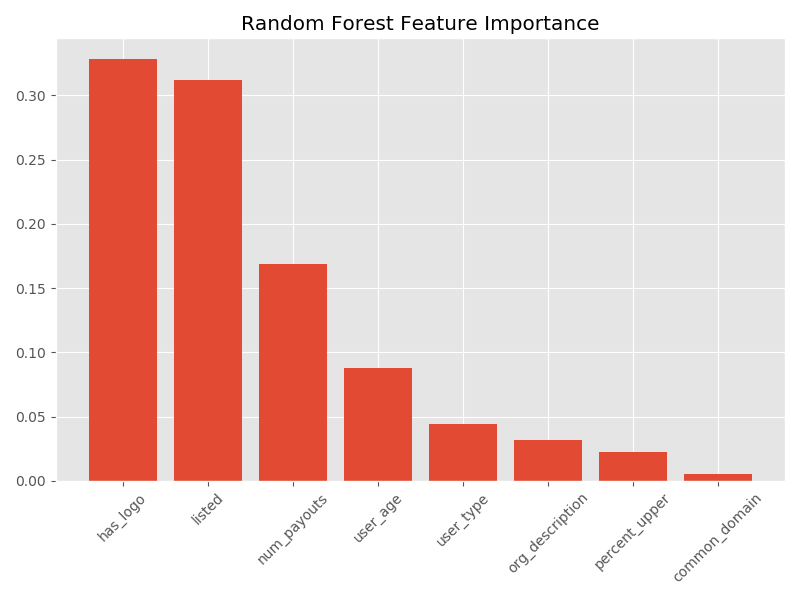 Random Forest Feature Importance
0.30
0.25
0.20
0.15
0.10
0.05
0.00
has_logo
listed
num_payouts
user_age
user_type
org_description
percent_upper
common_domain